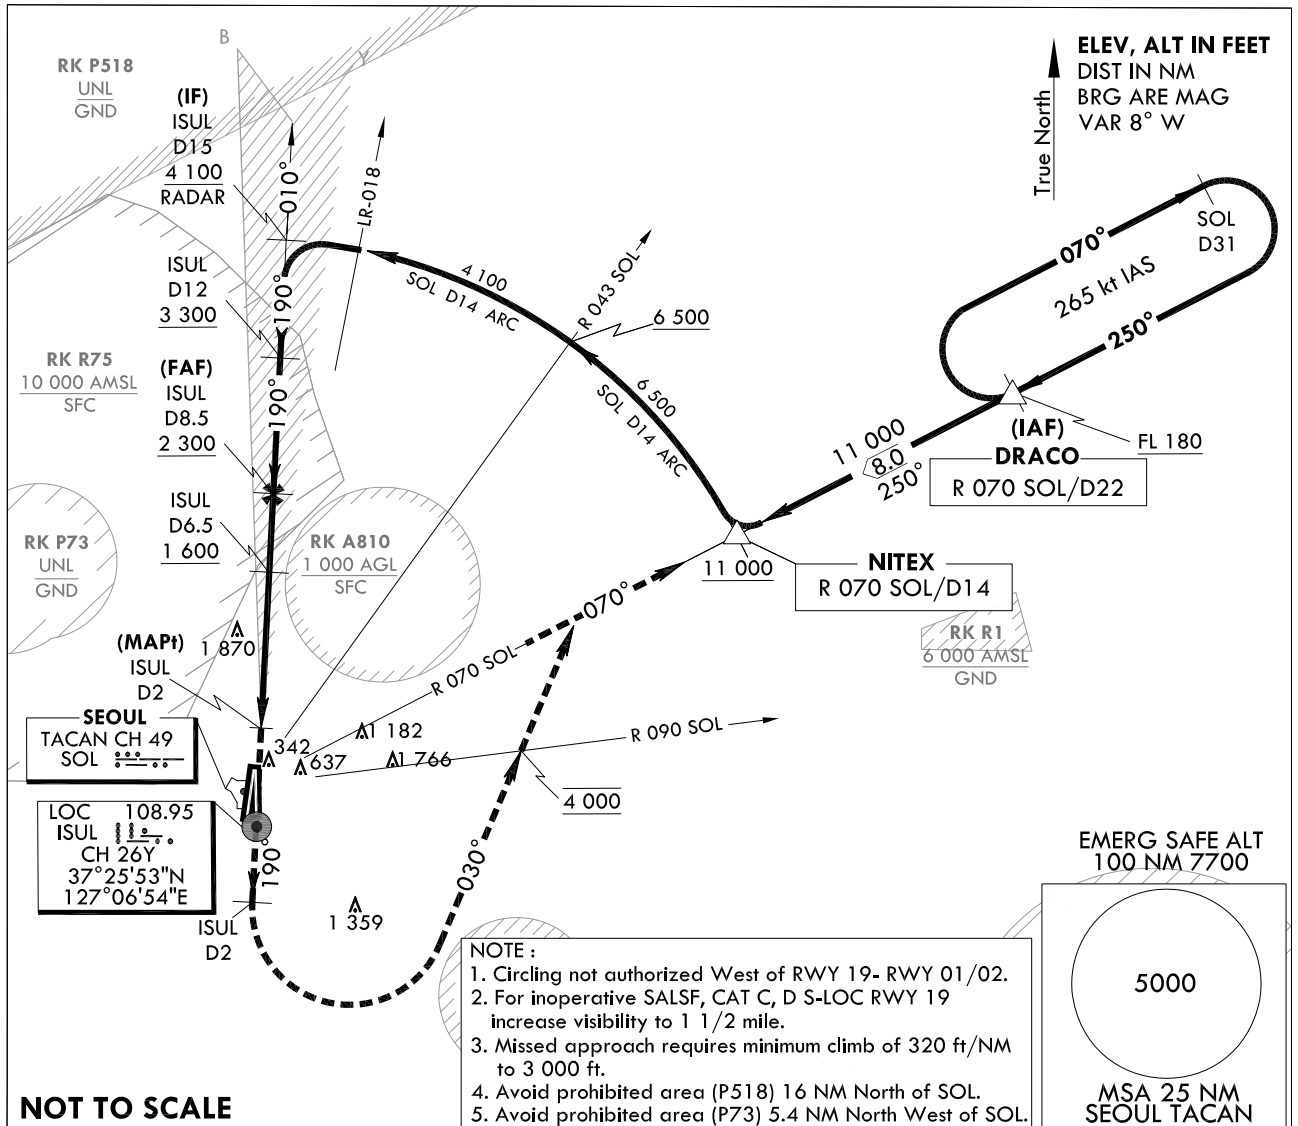 B
Y
RK P518
UNL
GND
(IF)
ISUL
D15
4 100
RADAR
010°
LR-018
ELEV, ALT IN FEET
DIST IN NM
BRG ARE MAG
VAR 8° W
True North
SOL
D31
070°
265 kt IAS
250°
4 100
SOL D14 ARC
R 043 SOL
6 500
6 500
SOL D14 ARC
ISUL
D12
3 300
190°
RK R75
10 000 AMSL
SFC
(FAF)
ISUL
D8.5
2 300
190°
11 000
8.0
250°
(IAF)
DRACO
R 070 SOL/D22
FL 180
ISUL
D6.5
1 600
RK P73
UNL
GND
RK A810
1 000 AGL
SFC
11 000
NITEX
R 070 SOL/D14
070°
R 070 SOL
RK R1
6 000 AMSL
GND
1 870
(MAPt)
ISUL
D2
SEOUL
TACAN CH 49
SOL
342
637
1 182
1 766
R 090 SOL
4 000
LOC 108.95
ISUL
CH 26Y
37°25'53"N
127°06'54"E
190°
030°
ISUL
D2
1 359
EMERG SAFE ALT
100 NM 7700
5000
MSA 25 NM
SEOUL TACAN
NOTE :
1. Circling not authorized West of RWY 19- RWY 01/02.
2. For inoperative SALSF, CAT C, D S-LOC RWY 19
increase visibility to 1 1/2 mile.
3. Missed approach requires minimum climb of 320 ft/NM
to 3 000 ft.
4. Avoid prohibited area (P518) 16 NM North of SOL.
5. Avoid prohibited area (P73) 5.4 NM North West of SOL.
NOT TO SCALE